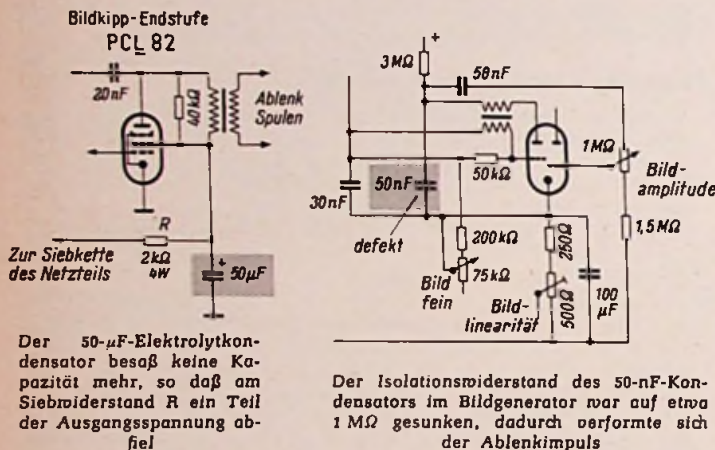 Bildkipp-Endstufe
PCL 82
20nF
40kΩ
Ablenk
Spulen
R
Zur Siebkette
des Netzteils
2kΩ
4W
+
50µF
Der 50-µF-Elektrolytkon-
densator besaß keine Ka-
pazität mehr, so daß am
Siebwiderstand R ein Teil
der Ausgangsspannung ab-
fiel
+
3MΩ
58nF
1MΩ
Bild-
amplitude
50kΩ
30nF
50nF
defekt
200kΩ
250Ω
1,5MΩ
Bild
fein
75kΩ
Bild-
linearität
500Ω
100
µF
Der Isolationswiderstand des 50-nF-Kon-
densators im Bildgenerator war auf etwa
1 MΩ gesunken, dadurch verformte sich
der Ablenkimpuls